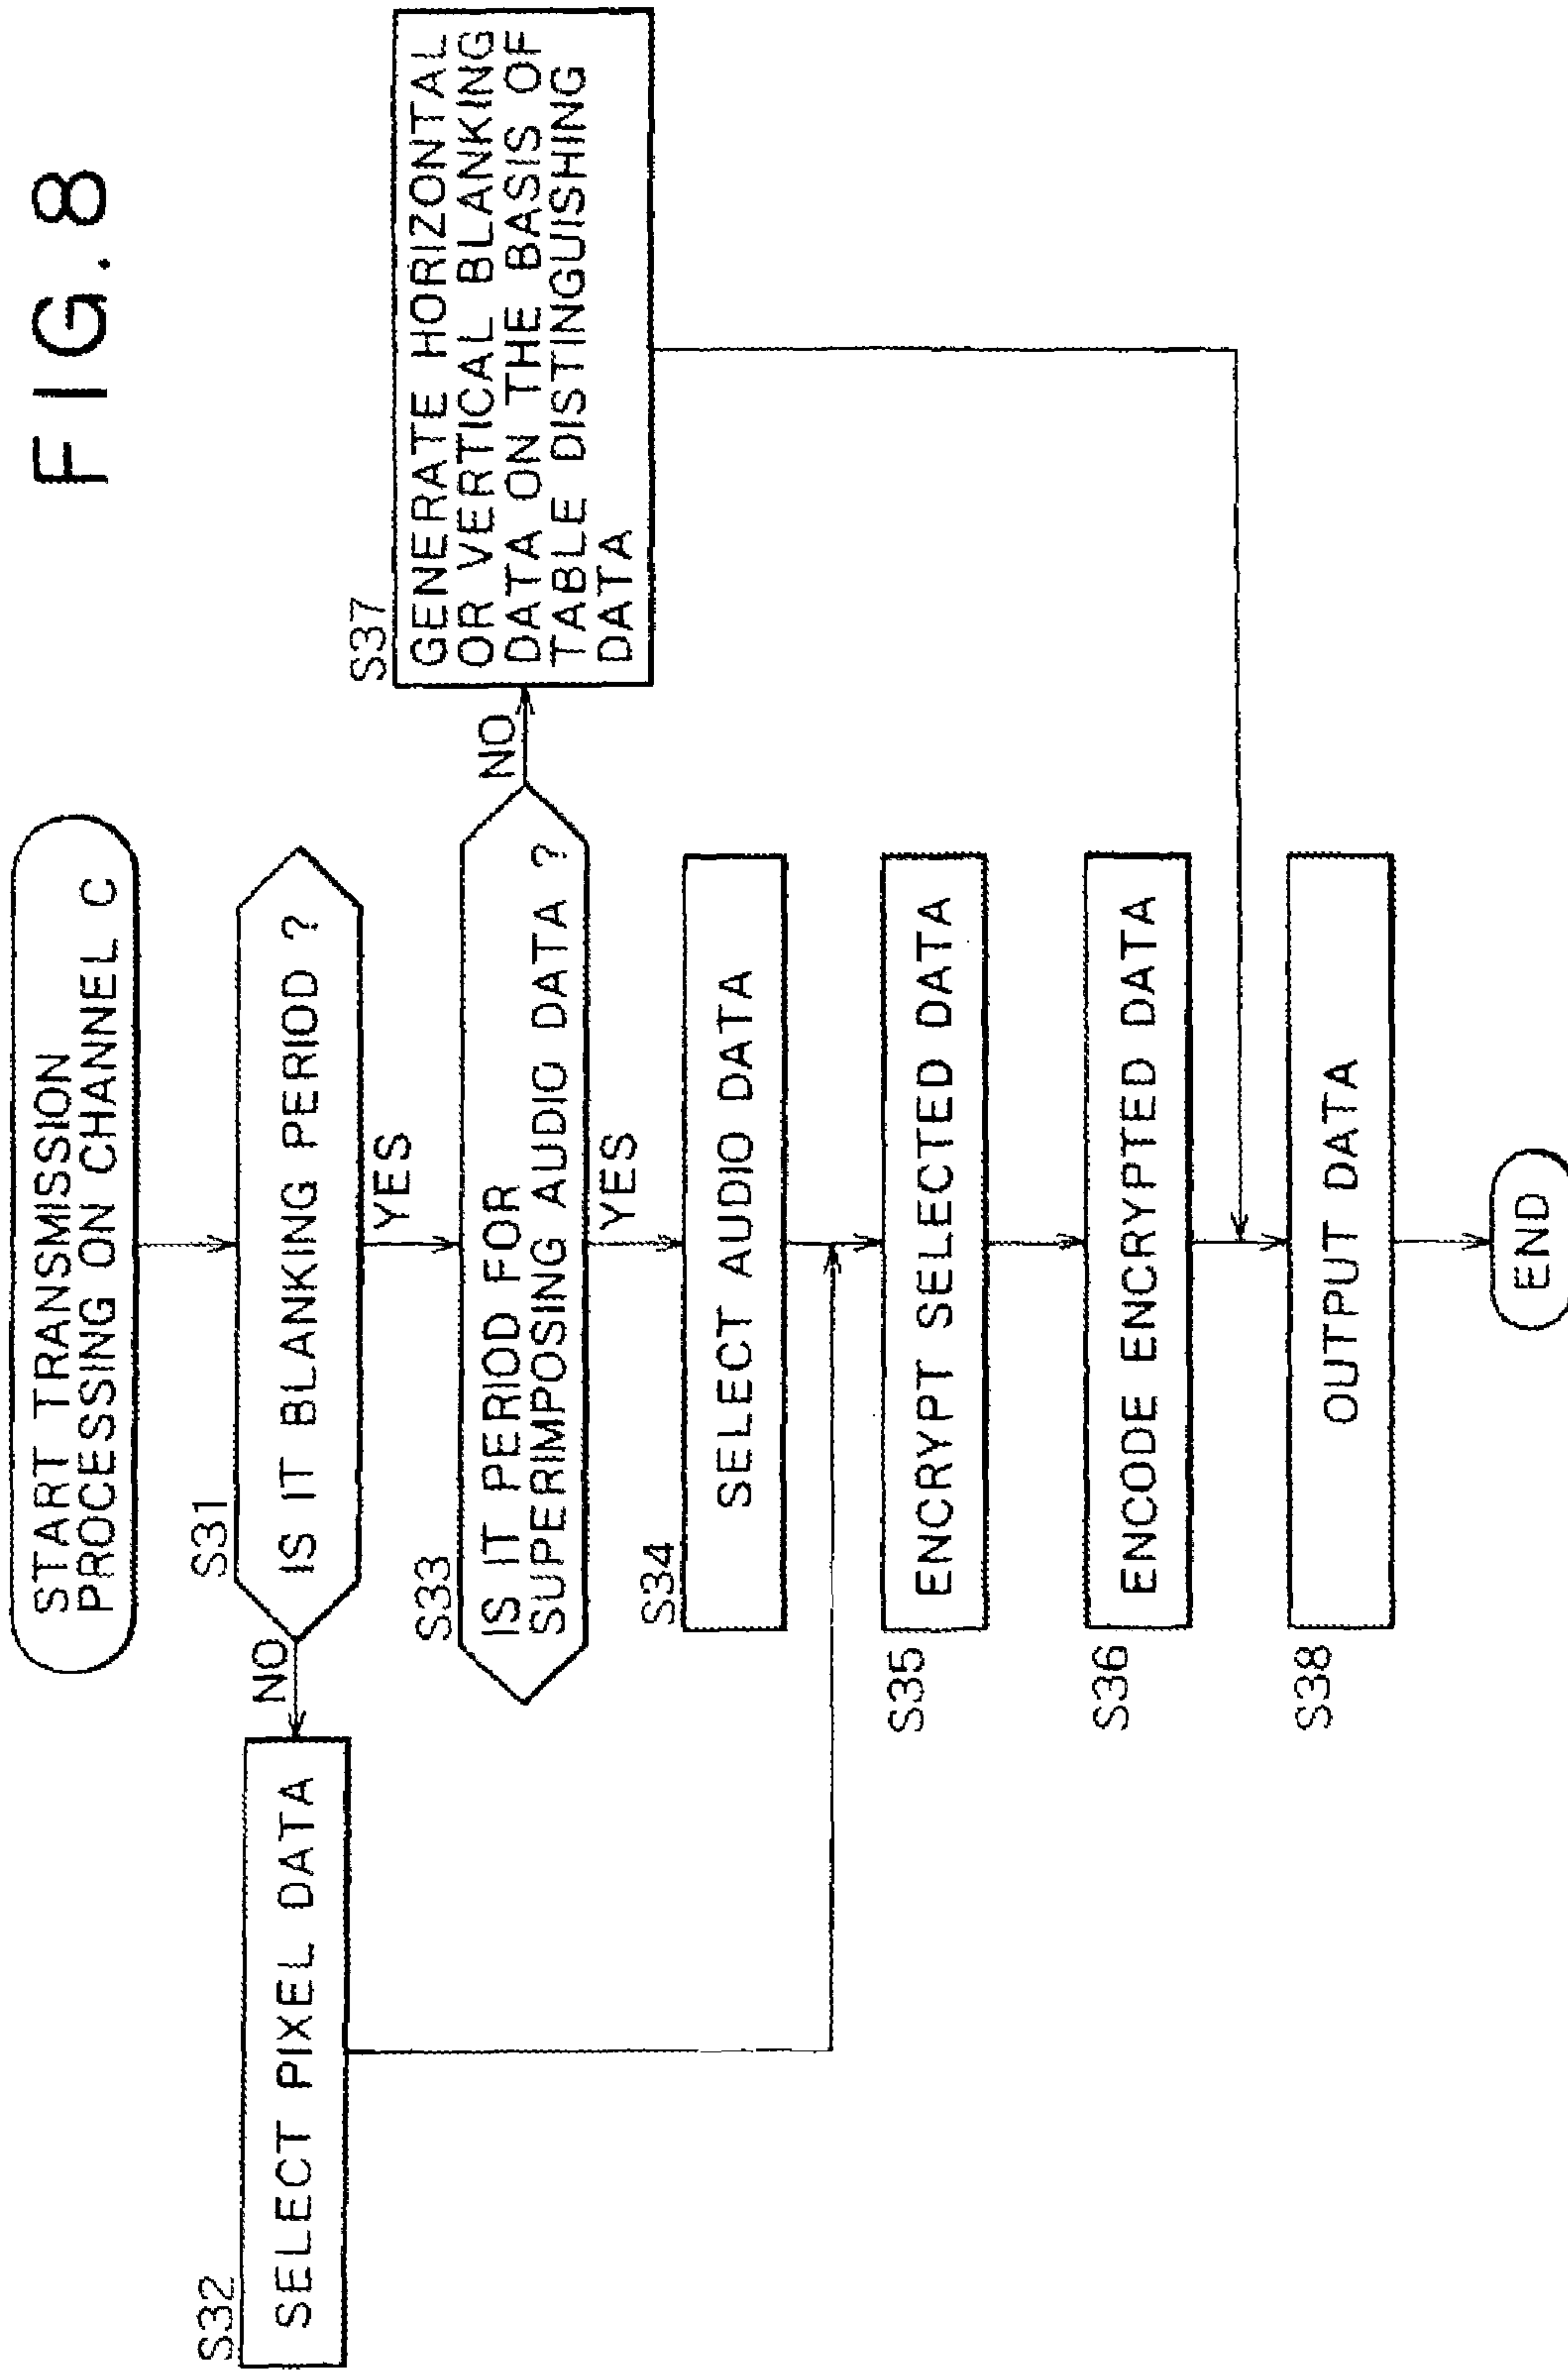 FIG.8
START TRANSMISSION
PROCESSING ON CHANNEL C
S31
IS IT BLANKING PERIOD ?
NO
YES
S32
SELECT PIXEL DATA
S33
IS IT PERIOD FOR
SUPERIMPOSING AUDIO DATA ?
NO
YES
S37
GENERATE HORIZONTAL
OR VERTICAL BLANKING
DATA ON THE BASIS OF
TABLE DISTINGUISHING
DATA
S34
SELECT AUDIO DATA
S35
ENCRYPT SELECTED DATA
S36
ENCODE ENCRYPTED DATA
S38
OUTPUT DATA
END